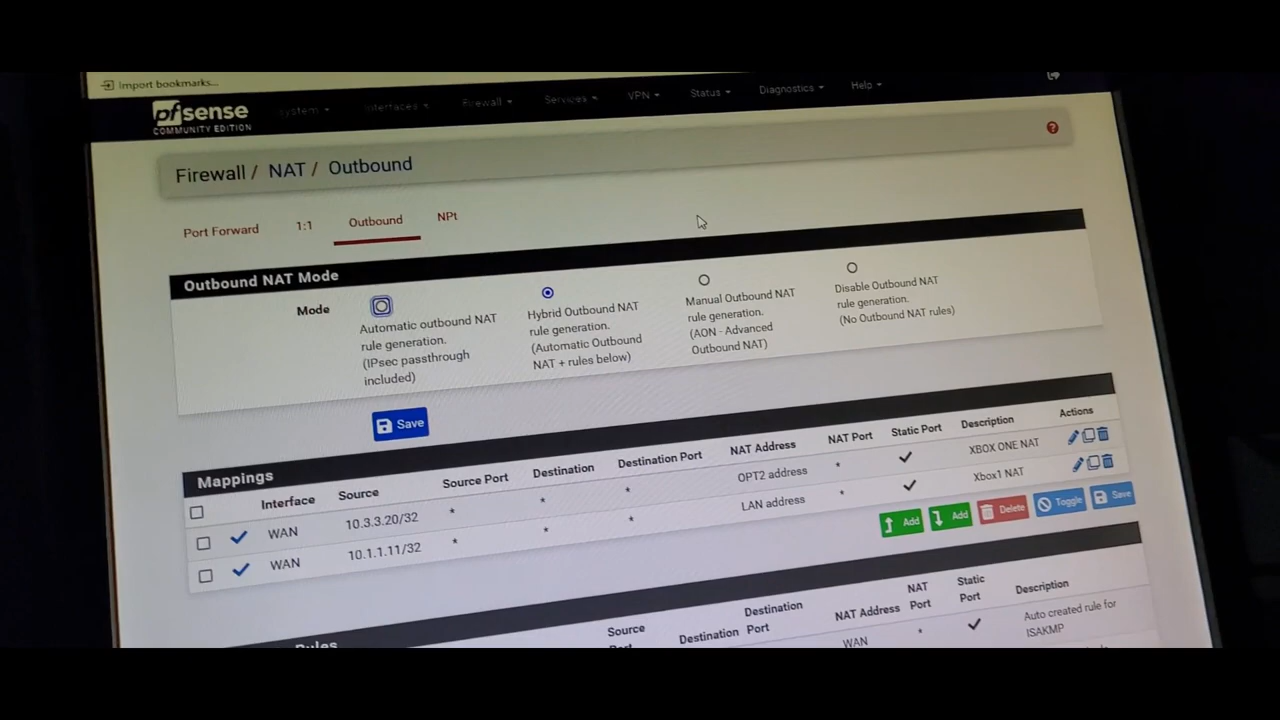 Import bookmarks...
pfsense
COMMUNITY EDITION
System Interfaces Firewall Services VPN Status Diagnostics Help
Firewall / NAT / Outbound
?
Port Forward 1:1 Outbound NPt
Outbound NAT Mode
Mode
Automatic outbound NAT
rule generation.
(IPsec passthrough
included)
Hybrid Outbound NAT
rule generation.
(Automatic Outbound
NAT + rules below)
Manual Outbound NAT
rule generation.
(AON - Advanced
Outbound NAT)
Disable Outbound NAT
rule generation.
(No Outbound NAT rules)
Save
Mappings
Interface Source Source Port Destination Destination Port NAT Address NAT Port Static Port Description Actions
WAN 10.3.3.20/32 * * * OPT2 address * XBOX ONE NAT
WAN 10.1.1.11/32 * * * LAN address * Xbox1 NAT
Add Add Delete Toggle Save
Rules
Source
Destination
Destination
Port
NAT Address
NAT
Port
Static
Port
Description
WAN * Auto created rule for
ISAKMP